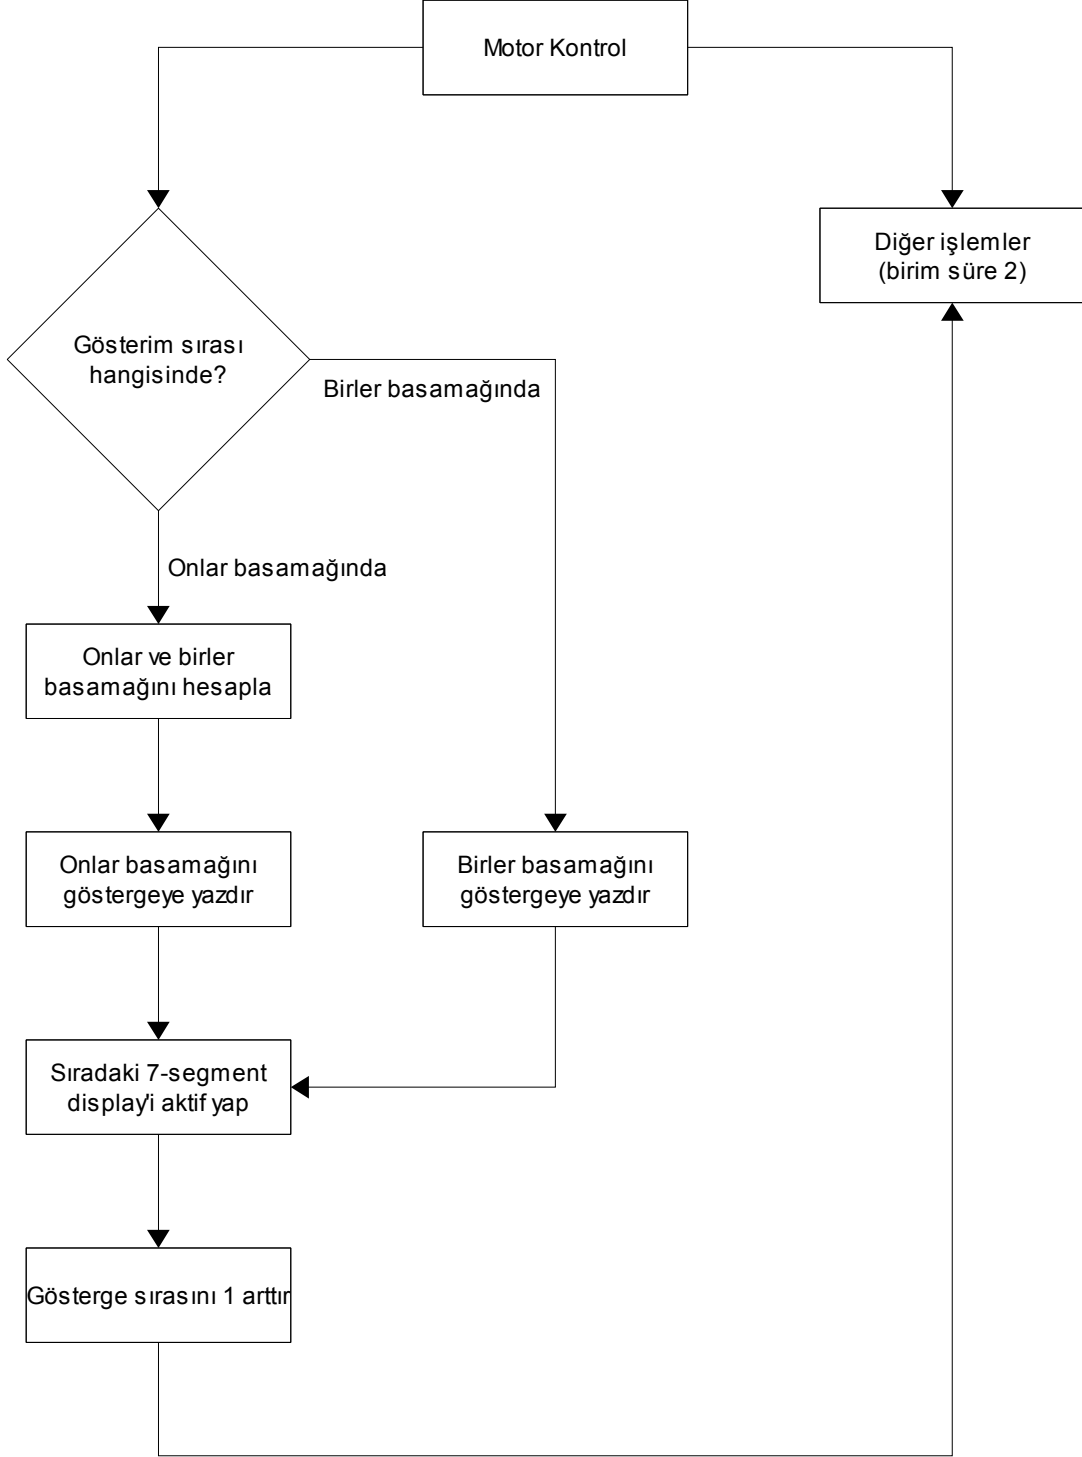 Motor Kontrol
Diğer işlemler
(birim süre 2)
Gösterim sırası
hangisinde?
Birler basamağında
Onlar basamağında
Onlar ve birler
basamağını hesapla
Onlar basamağını
göstergeye yazdır
Birler basamağını
göstergeye yazdır
Sıradaki 7-segment
display'i aktif yap
Gösterge sırasını 1 arttır